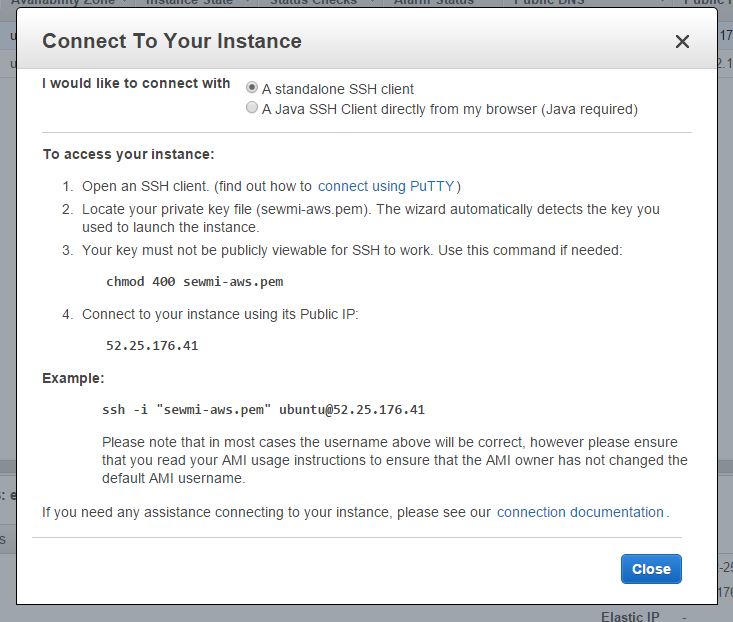 Availability Zone Instance State Status Checks Alarm Status Public DNS
Connect To Your Instance
I would like to connect with
A standalone SSH client
A Java SSH Client directly from my browser (Java required)
To access your instance:
1. Open an SSH client. (find out how to connect using PuTTY)
2. Locate your private key file (sewmi-aws.pem). The wizard automatically detects the key you
used to launch the instance.
3. Your key must not be publicly viewable for SSH to work. Use this command if needed:
chmod 400 sewmi-aws.pem
4. Connect to your instance using its Public IP:
52.25.176.41
Example:
ssh -i "sewmi-aws.pem" ubuntu@52.25.176.41
Please note that in most cases the username above will be correct, however please ensure
that you read your AMI usage instructions to ensure that the AMI owner has not changed the
default AMI username.
If you need any assistance connecting to your instance, please see our connection documentation.
Close
Elastic IP -